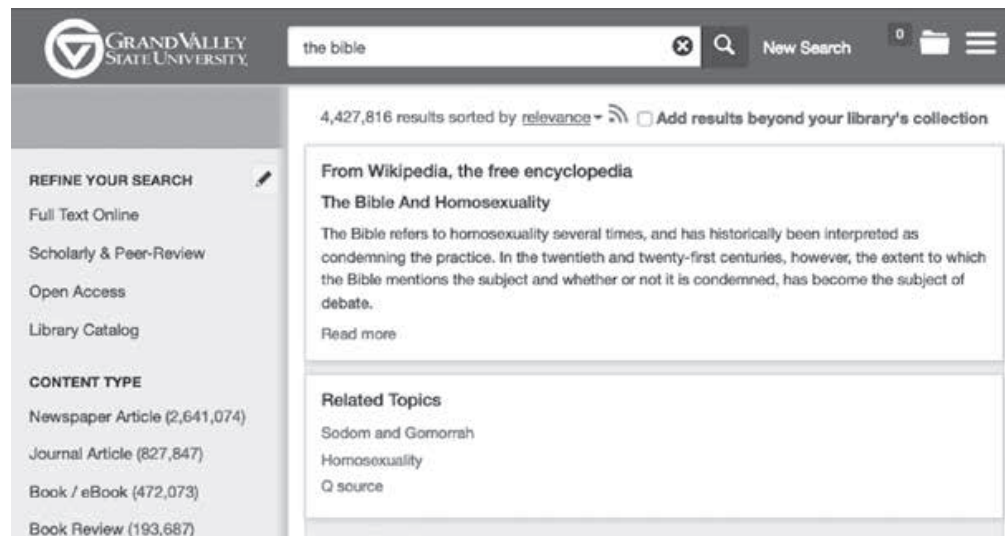 GRAND VALLEY
STATE UNIVERSITY
the bible
New Search
0
4,427,816 results sorted by relevance
Add results beyond your library's collection
REFINE YOUR SEARCH
Full Text Online
Scholarly & Peer-Review
Open Access
Library Catalog
CONTENT TYPE
Newspaper Article (2,641,074)
Journal Article (827,847)
Book / eBook (472,073)
Book Review (193,687)
From Wikipedia, the free encyclopedia
The Bible And Homosexuality
The Bible refers to homosexuality several times, and has historically been interpreted as
condemning the practice. In the twentieth and twenty-first centuries, however, the extent to which
the Bible mentions the subject and whether or not it is condemned, has become the subject of
debate.
Read more
Related Topics
Sodom and Gomorrah
Homosexuality
Q source